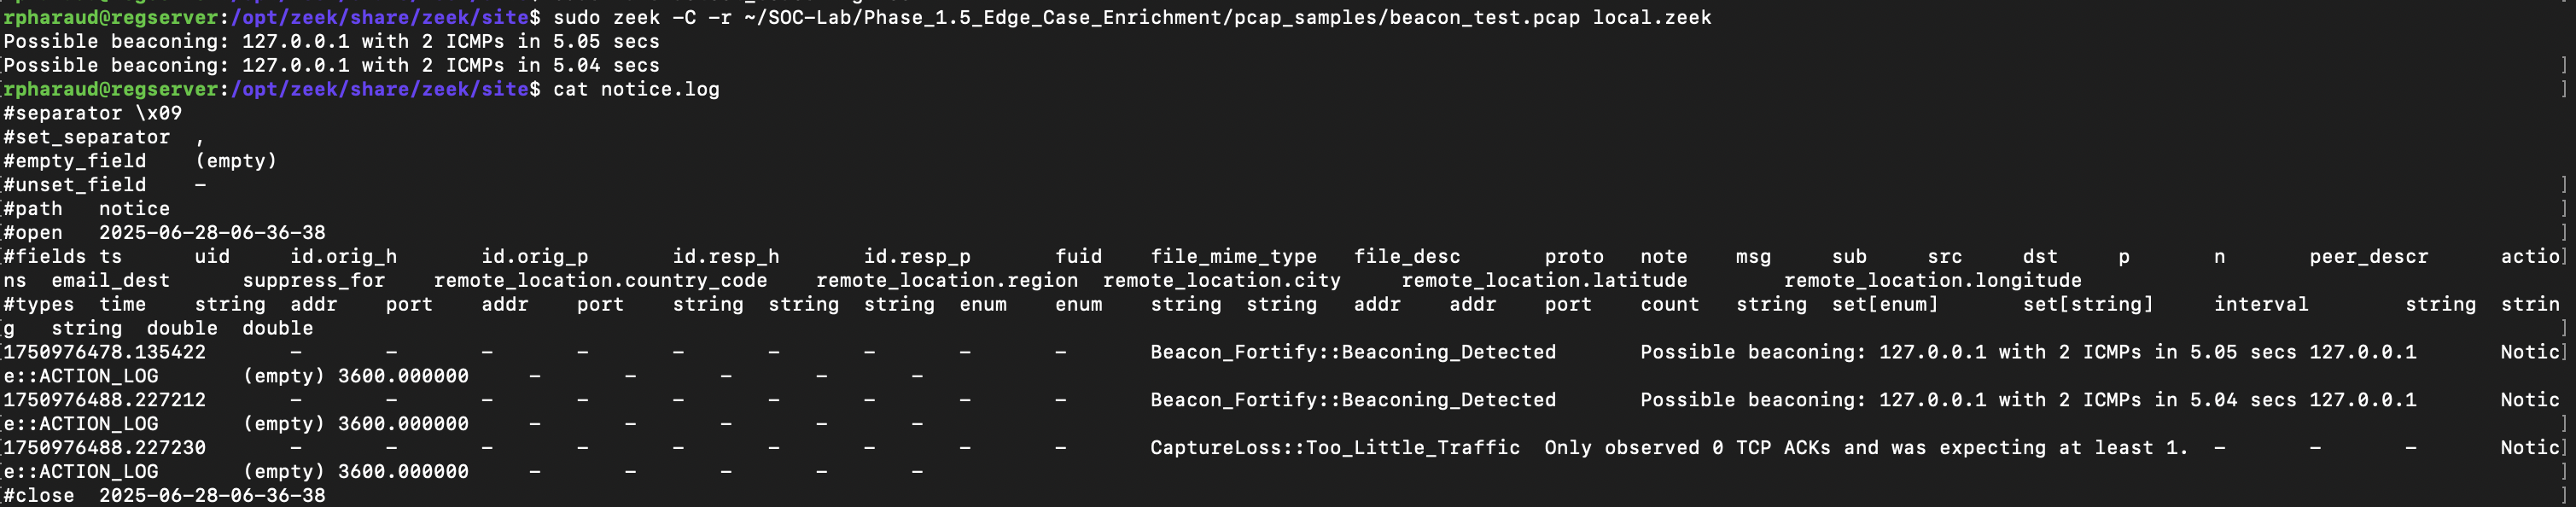 rpharaud@regserver:/opt/zeek/share/zeek/site$ sudo zeek -C -r ~/SOC-Lab/Phase_1.5_Edge_Case_Enrichment/pcap_samples/beacon_test.pcap local.zeek
Possible beaconing: 127.0.0.1 with 2 ICMPs in 5.05 secs
[Possible beaconing: 127.0.0.1 with 2 ICMPs in 5.04 secs ]
[rpharaud@regserver:/opt/zeek/share/zeek/site$ cat notice.log ]
#separator \x09
#set_separator ,
#empty_field (empty)
[#unset_field - ]
[#path notice ]
[#open 2025-06-28-06-36-38 ]
[#fields ts uid id.orig_h id.orig_p id.resp_h id.resp_p fuid file_mime_type file_desc proto note msg sub src dst p n peer_descr actio]
ns email_dest suppress_for remote_location.country_code remote_location.region remote_location.city remote_location.latitude remote_location.longitude
#types time string addr port addr port string string string enum enum string string addr addr port count string set[enum] set[string] interval string strin
g string double double ]
[1750976478.135422 - - - - - - - - - Beacon_Fortify::Beaconing_Detected Possible beaconing: 127.0.0.1 with 2 ICMPs in 5.05 secs 127.0.0.1 Notic]
e::ACTION_LOG (empty) 3600.000000 - - - - -
1750976488.227212 - - - - - - - - - Beacon_Fortify::Beaconing_Detected Possible beaconing: 127.0.0.1 with 2 ICMPs in 5.04 secs 127.0.0.1 Notic
[e::ACTION_LOG (empty) 3600.000000 - - - - - ]
[1750976488.227230 - - - - - - - - - CaptureLoss::Too_Little_Traffic Only observed 0 TCP ACKs and was expecting at least 1. - - - Notic]
[e::ACTION_LOG (empty) 3600.000000 - - - - - ]
[#close 2025-06-28-06-36-38 ]